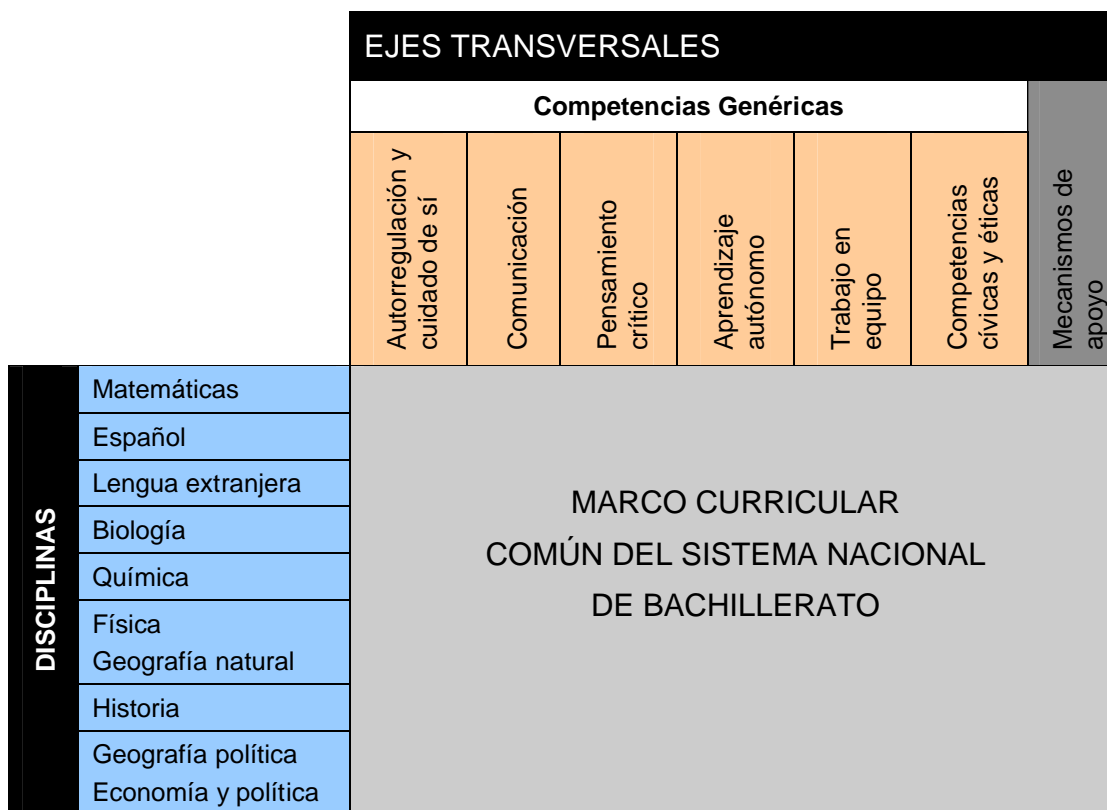 EJES TRANSVERSALES
Competencias Genéricas
Autorregulación y
cuidado de sí
Comunicación
Pensamiento
crítico
Aprendizaje
autónomo
Trabajo en
equipo
Competencias
cívicas y éticas
Mecanismos de
apoyo
DISCIPLINAS
Matemáticas
Español
Lengua extranjera
Biología
Química
Física
Geografía natural
Historia
Geografía política
Economía y política
MARCO CURRICULAR
COMÚN DEL SISTEMA NACIONAL
DE BACHILLERATO